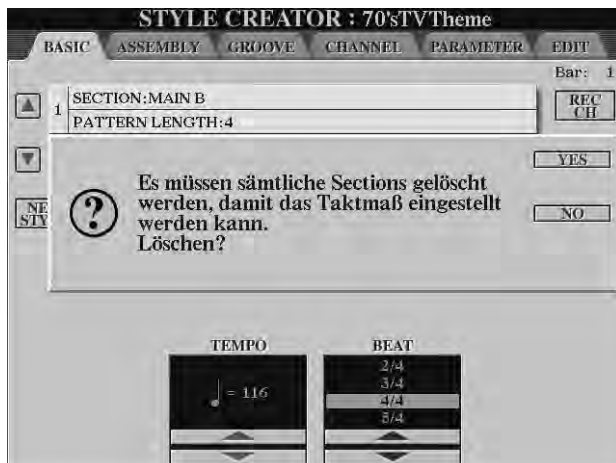 STYLE CREATOR : 70'sTVTheme
BASIC ASSEMBLY GROOVE CHANNEL PARAMETER EDIT
Bar: 1
1 SECTION:MAIN B
PATTERN LENGTH:4
REC
CH
Es müssen sämtliche Sections gelöscht
werden, damit das Taktmaß eingestellt
werden kann.
Löschen?
YES
NO
NE
STY
TEMPO
= 116
BEAT
2/4
3/4
4/4
5/4